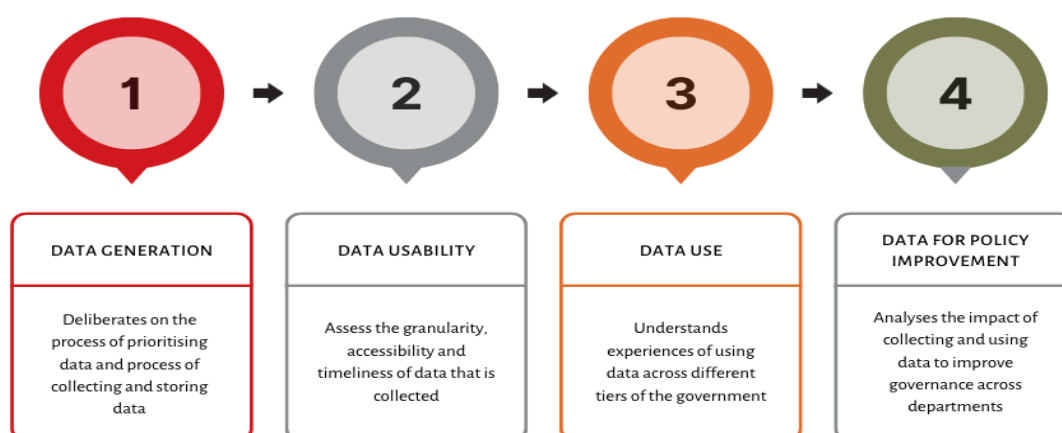 1
2
3
4
DATA GENERATION
Deliberates on the
process of prioritising
data and process of
collecting and storing
data
DATA USABILITY
Assess the granularity,
accessibility and
timeliness of data that is
collected
DATA USE
Understands
experiences of using
data across different
tiers of the government
DATA FOR POLICY
IMPROVEMENT
Analyses the impact of
collecting and using
data to improve
governance across
departments